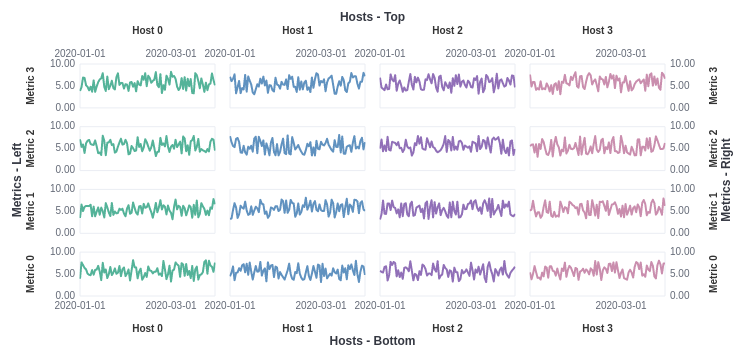 Hosts - Top
Host 0 Host 1 Host 2 Host 3
2020-01-01 2020-03-01 2020-01-01 2020-03-01 2020-01-01 2020-03-01 2020-01-01 2020-03-01
Metrics - Left
Metric 3 10.00 5.00 0.00 10.00 5.00 0.00 Metric 3
Metric 2 10.00 5.00 0.00 10.00 5.00 0.00 Metric 2
Metric 1 10.00 5.00 0.00 10.00 5.00 0.00 Metric 1
Metric 0 10.00 5.00 0.00 10.00 5.00 0.00 Metric 0
Metrics - Right
2020-01-01 2020-03-01 2020-01-01 2020-03-01 2020-01-01 2020-03-01 2020-01-01 2020-03-01
Host 0 Host 1 Host 2 Host 3
Hosts - Bottom